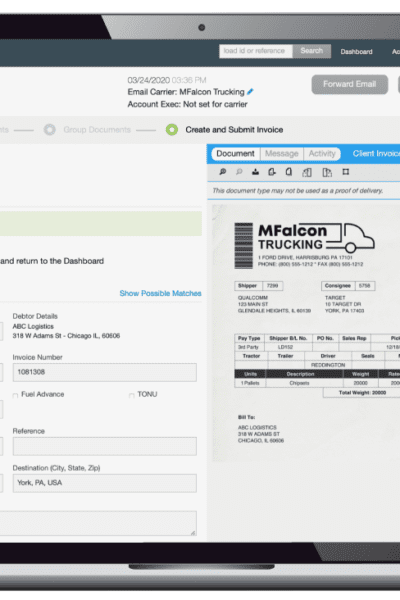 load id or reference
Search
Dashboard
03/24/2020 03:36 PM
Email Carrier: MFalcon Trucking
Account Exec: Not set for carrier
Forward Email
Group Documents
Create and Submit Invoice
Document
Message
Activity
Client Invoic
This document type may not be used as a proof of delivery.
and return to the Dashboard
Show Possible Matches
Debtor Details
ABC Logistics
318 W Adams St - Chicago IL, 60606
Invoice Number
1081308
Fuel Advance
TONU
Reference
Destination (City, State, Zip)
York, PA, USA
MFalcon
TRUCKING
1 FORD DRIVE, HARRISBURG PA 17101
PHONE: (800) 555-1212 * FAX (800) 555-1212
Shipper 7299
Consignee 5756
QUALCOMM
123 MAIN ST
GLENDALE HEIGHTS, IL 60139
TARGET
10 TARGET DR
YORK, PA 17403
Pay Type Shipper B/L No. PO No. Sales Rep
3rd Party LD152
Tractor Trailer Driver Seals
REDDINGTON
Units Description Weight Rate
1 Pallets Chipsets 20000
Total Weight: 20000
Bill To:
ABC LOGISTICS
318 W ADAMS ST
CHICAGO, IL 60606